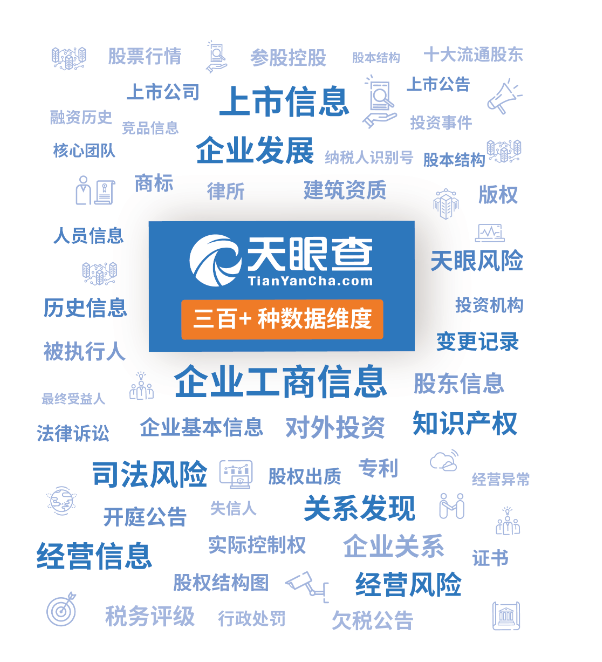 股票行情
参股控股
股本结构
十大流通股东
上市公司
上市信息
上市公告
融资历史
竞品信息
投资事件
核心团队
企业发展
纳税人识别号
股本结构
商标
律所
建筑资质
版权
人员信息
天眼查
TianYanCha.com
天眼风险
三百+ 种数据维度
历史信息
投资机构
被执行人
变更记录
企业工商信息
股东信息
最终受益人
法律诉讼
企业基本信息
对外投资
知识产权
司法风险
股权出质
专利
经营异常
开庭公告
失信人
关系发现
经营信息
实际控制权
企业关系
证书
股权结构图
经营风险
税务评级
行政处罚
欠税公告